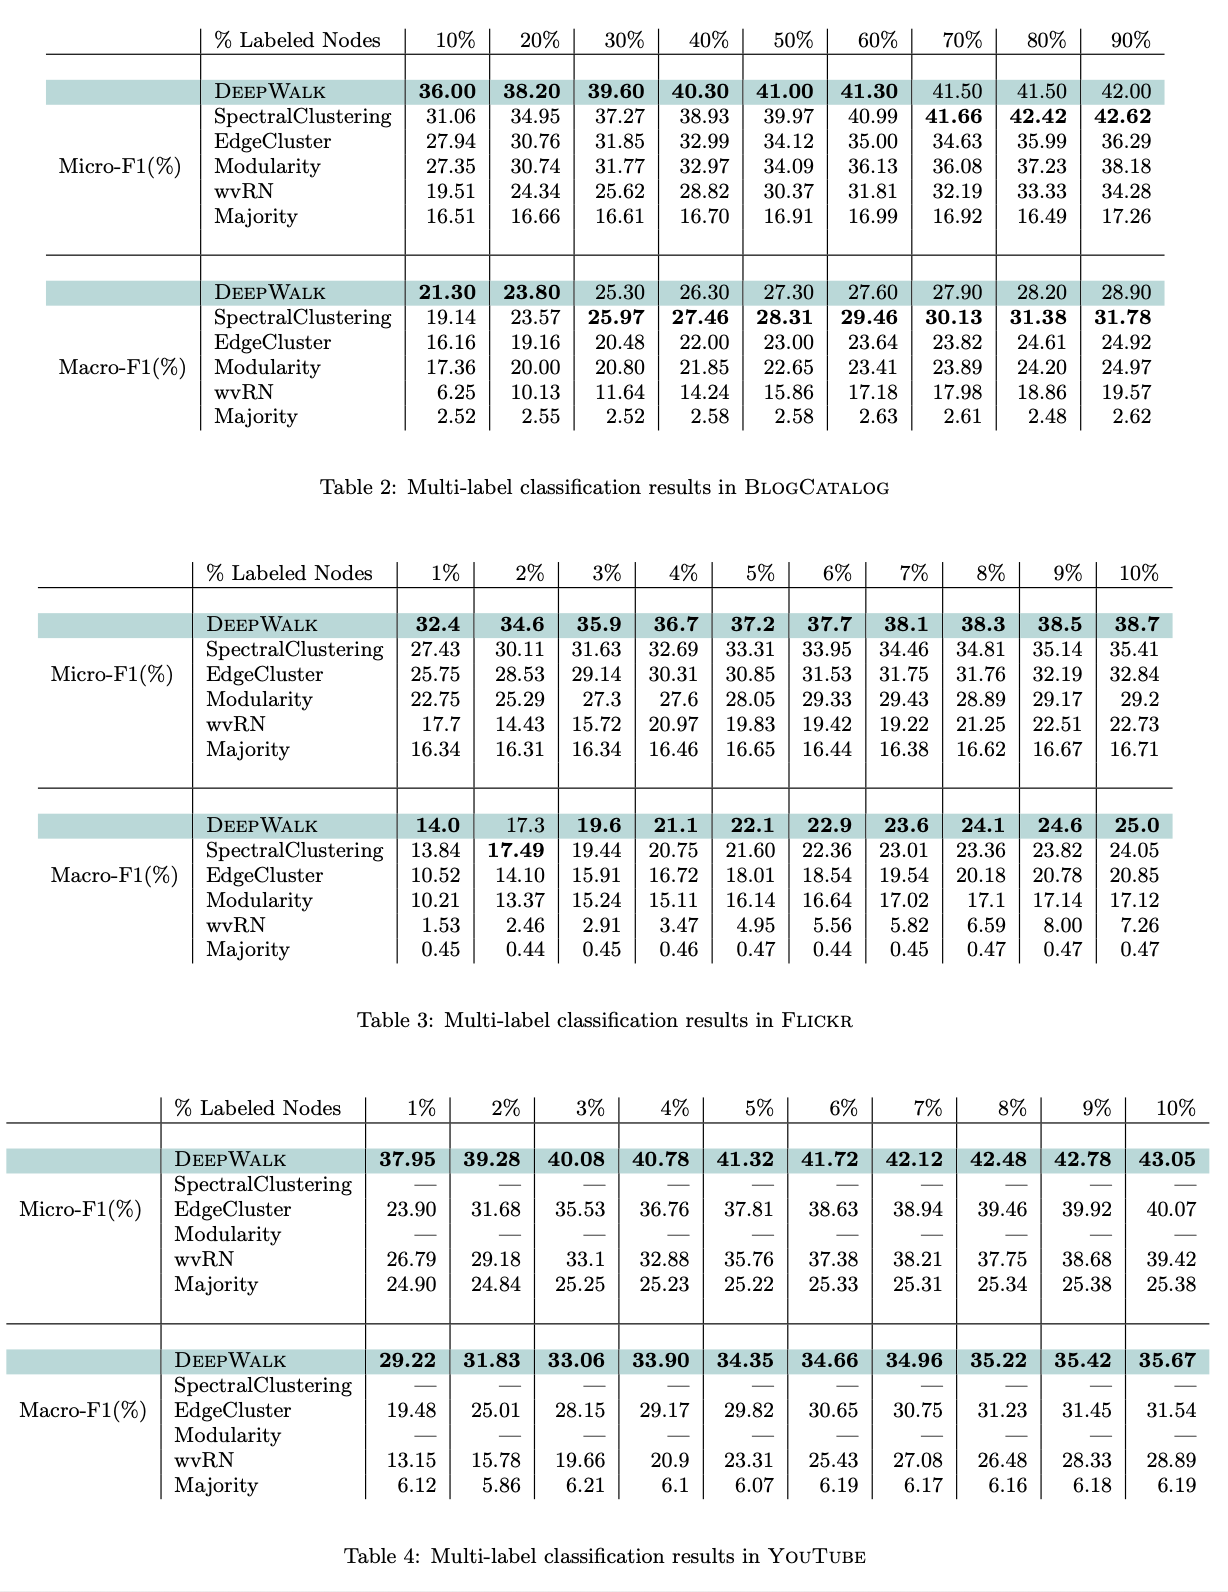 % Labeled Nodes 10% 20% 30% 40% 50% 60% 70% 80% 90%
DEEPWALK 36.00 38.20 39.60 40.30 41.00 41.30 41.50 41.50 42.00
SpectralClustering 31.06 34.95 37.27 38.93 39.97 40.99 41.66 42.42 42.62
EdgeCluster 27.94 30.76 31.85 32.99 34.12 35.00 34.63 35.99 36.29
Micro-F1(%) Modularity 27.35 30.74 31.77 32.97 34.09 36.13 36.08 37.23 38.18
wvRN 19.51 24.34 25.62 28.82 30.37 31.81 32.19 33.33 34.28
Majority 16.51 16.66 16.61 16.70 16.91 16.99 16.92 16.49 17.26
DEEPWALK 21.30 23.80 25.30 26.30 27.30 27.60 27.90 28.20 28.90
SpectralClustering 19.14 23.57 25.97 27.46 28.31 29.46 30.13 31.38 31.78
EdgeCluster 16.16 19.16 20.48 22.00 23.00 23.64 23.82 24.61 24.92
Macro-F1(%) Modularity 17.36 20.00 20.80 21.85 22.65 23.41 23.89 24.20 24.97
wvRN 6.25 10.13 11.64 14.24 15.86 17.18 17.98 18.86 19.57
Majority 2.52 2.55 2.52 2.58 2.58 2.63 2.61 2.48 2.62
Table 2: Multi-label classification results in BLOGCATALOG
% Labeled Nodes 1% 2% 3% 4% 5% 6% 7% 8% 9% 10%
DEEPWALK 32.4 34.6 35.9 36.7 37.2 37.7 38.1 38.3 38.5 38.7
SpectralClustering 27.43 30.11 31.63 32.69 33.31 33.95 34.46 34.81 35.14 35.41
Micro-F1(%) EdgeCluster 25.75 28.53 29.14 30.31 30.85 31.53 31.75 31.76 32.19 32.84
Modularity 22.75 25.29 27.3 27.6 28.05 29.33 29.43 28.89 29.17 29.2
wvRN 17.7 14.43 15.72 20.97 19.83 19.42 19.22 21.25 22.51 22.73
Majority 16.34 16.31 16.34 16.46 16.65 16.44 16.38 16.62 16.67 16.71
DEEPWALK 14.0 17.3 19.6 21.1 22.1 22.9 23.6 24.1 24.6 25.0
SpectralClustering 13.84 17.49 19.44 20.75 21.60 22.36 23.01 23.36 23.82 24.05
Macro-F1(%) EdgeCluster 10.52 14.10 15.91 16.72 18.01 18.54 19.54 20.18 20.78 20.85
Modularity 10.21 13.37 15.24 15.11 16.14 16.64 17.02 17.1 17.14 17.12
wvRN 1.53 2.46 2.91 3.47 4.95 5.56 5.82 6.59 8.00 7.26
Majority 0.45 0.44 0.45 0.46 0.47 0.44 0.45 0.47 0.47 0.47
Table 3: Multi-label classification results in FLICKR
% Labeled Nodes 1% 2% 3% 4% 5% 6% 7% 8% 9% 10%
DEEPWALK 37.95 39.28 40.08 40.78 41.32 41.72 42.12 42.48 42.78 43.05
SpectralClustering — — — — — — — — — —
Micro-F1(%) EdgeCluster 23.90 31.68 35.53 36.76 37.81 38.63 38.94 39.46 39.92 40.07
Modularity — — — — — — — — — —
wvRN 26.79 29.18 33.1 32.88 35.76 37.38 38.21 37.75 38.68 39.42
Majority 24.90 24.84 25.25 25.23 25.22 25.33 25.31 25.34 25.38 25.38
DEEPWALK 29.22 31.83 33.06 33.90 34.35 34.66 34.96 35.22 35.42 35.67
SpectralClustering — — — — — — — — — —
Macro-F1(%) EdgeCluster 19.48 25.01 28.15 29.17 29.82 30.65 30.75 31.23 31.45 31.54
Modularity — — — — — — — — — —
wvRN 13.15 15.78 19.66 20.9 23.31 25.43 27.08 26.48 28.33 28.89
Majority 6.12 5.86 6.21 6.1 6.07 6.19 6.17 6.16 6.18 6.19
Table 4: Multi-label classification results in YOUTUBE